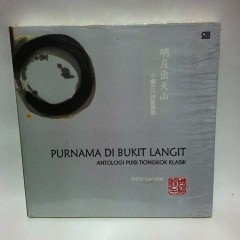 明月出天山
PURNAMA DI BUKIT LANGIT
ANTOLOGI PUISI TIONGKOK KLASIK